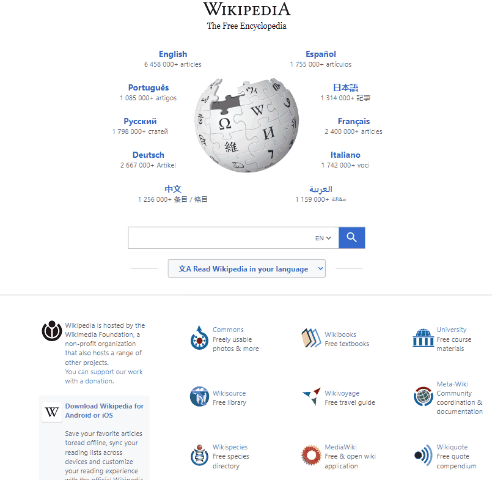 WIKIPEDIA
The Free Encyclopedia
English
6 458 000+ articles
Español
1 755 000+ artículos
Português
1 085 000+ artigos
日本語
1 314 000+ 記事
Русский
1 798 000+ статей
Français
2 400 000+ articles
Deutsch
2 667 000+ Artikel
Italiano
1 742 000+ voci
中文
1 256 000+ 条目 / 條目
العربية
1 159 000+ مقالة
Ω
W
И
維
EN
文A Read Wikipedia in your language
Wikipedia is hosted by the
Wikimedia Foundation, a
non-profit organization
that also hosts a range of
other projects.
You can support our work
with a donation.
W
Download Wikipedia for
Android or iOS
Save your favorite articles
toread offline, sync your
reading lists across
devices and customize
your reading experience
with the official Wikipedia
Commons
Freely usable
photos & more
Wikibooks
Free textbooks
University
Free course
materials
Wikisource
Free library
Wikivoyage
Free travel guide
Meta-Wiki
Community
coordination &
documentation
Wikispecies
Free species
directory
MediaWiki
Free & open wiki
application
Wikiquote
Free quote
compendium